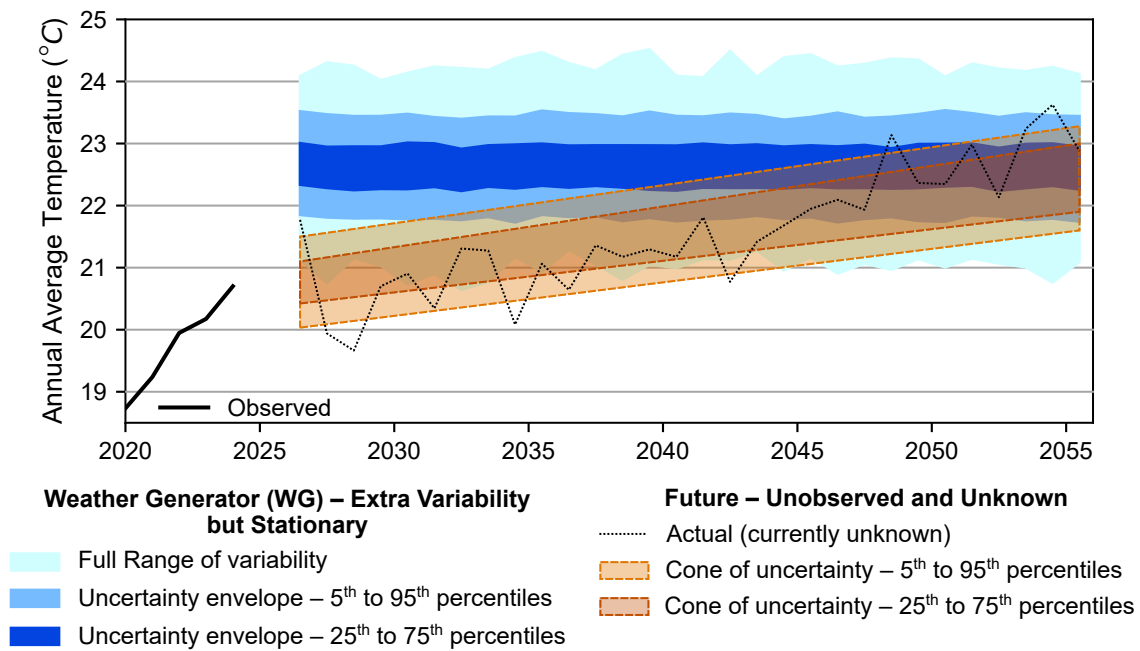 25
24
23
22
21
20
19
Annual Average Temperature (°C)
Observed
2020
2025
2030
2035
2040
2045
2050
2055
Weather Generator (WG) – Extra Variability
but Stationary
Full Range of variability
Uncertainty envelope – 5th to 95th percentiles
Uncertainty envelope – 25th to 75th percentiles
Future – Unobserved and Unknown
Actual (currently unknown)
Cone of uncertainty – 5th to 95th percentiles
Cone of uncertainty – 25th to 75th percentiles